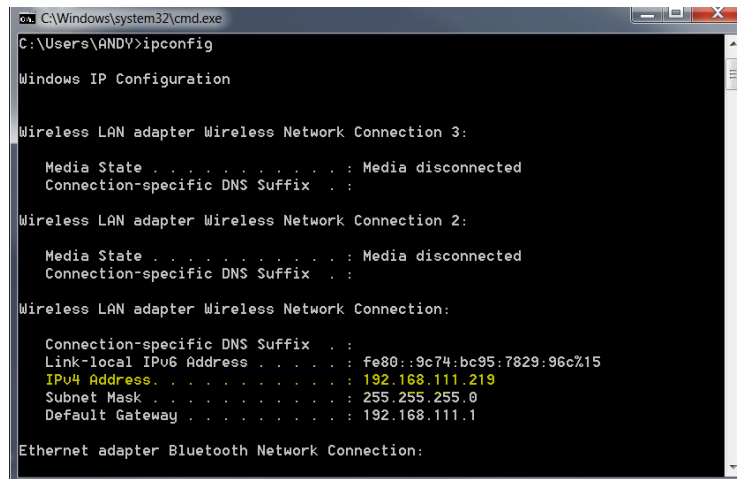 C:\Windows\system32\cmd.exe
C:\Users\ANDY>ipconfig
Windows IP Configuration
Wireless LAN adapter Wireless Network Connection 3:
Media State . . . . . . . . . . . : Media disconnected
Connection-specific DNS Suffix . :
Wireless LAN adapter Wireless Network Connection 2:
Media State . . . . . . . . . . . : Media disconnected
Connection-specific DNS Suffix . :
Wireless LAN adapter Wireless Network Connection:
Connection-specific DNS Suffix . :
Link-local IPv6 Address . . . . . : fe80::9c74:bc95:7829:96c%15
IPv4 Address. . . . . . . . . . . : 192.168.111.219
Subnet Mask . . . . . . . . . . . : 255.255.255.0
Default Gateway . . . . . . . . . : 192.168.111.1
Ethernet adapter Bluetooth Network Connection: